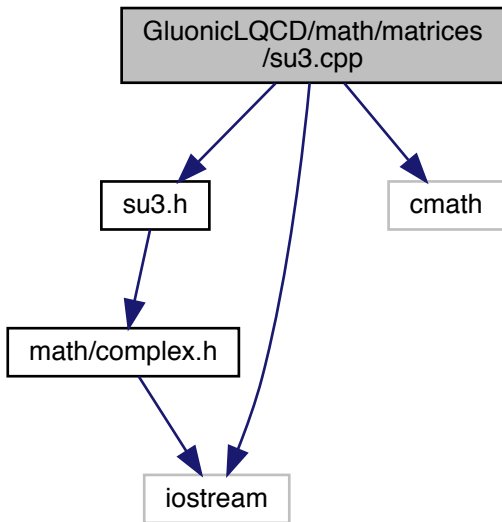 GluonicLQCD/math/matrices
/su3.cpp
su3.h
cmath
math/complex.h
iostream